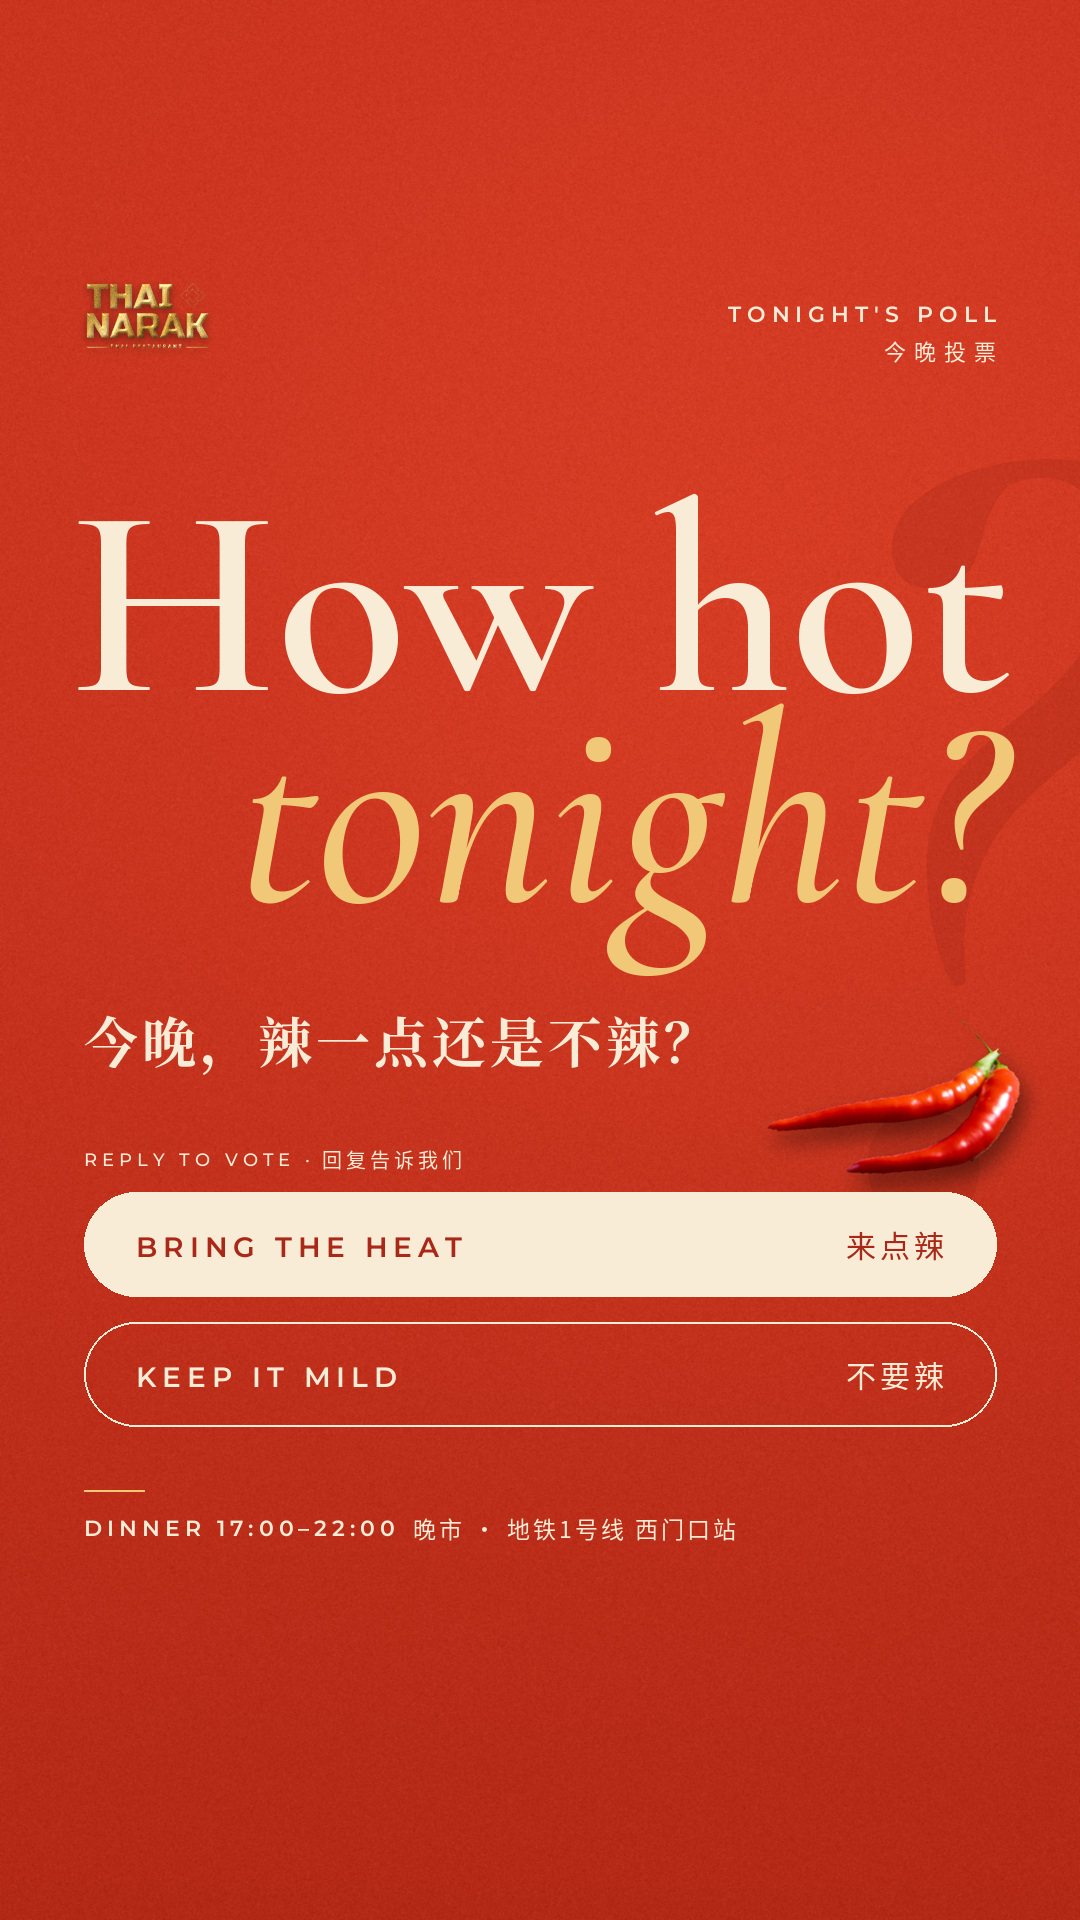 THAI
NARAK
THAI RESTAURANT
TONIGHT'S POLL
今晚投票
How hot
tonight?
今晚，辣一点还是不辣？
REPLY TO VOTE · 回复告诉我们
BRING THE HEAT 来点辣
KEEP IT MILD 不要辣
DINNER 17:00–22:00 晚市 · 地铁1号线 西门口站